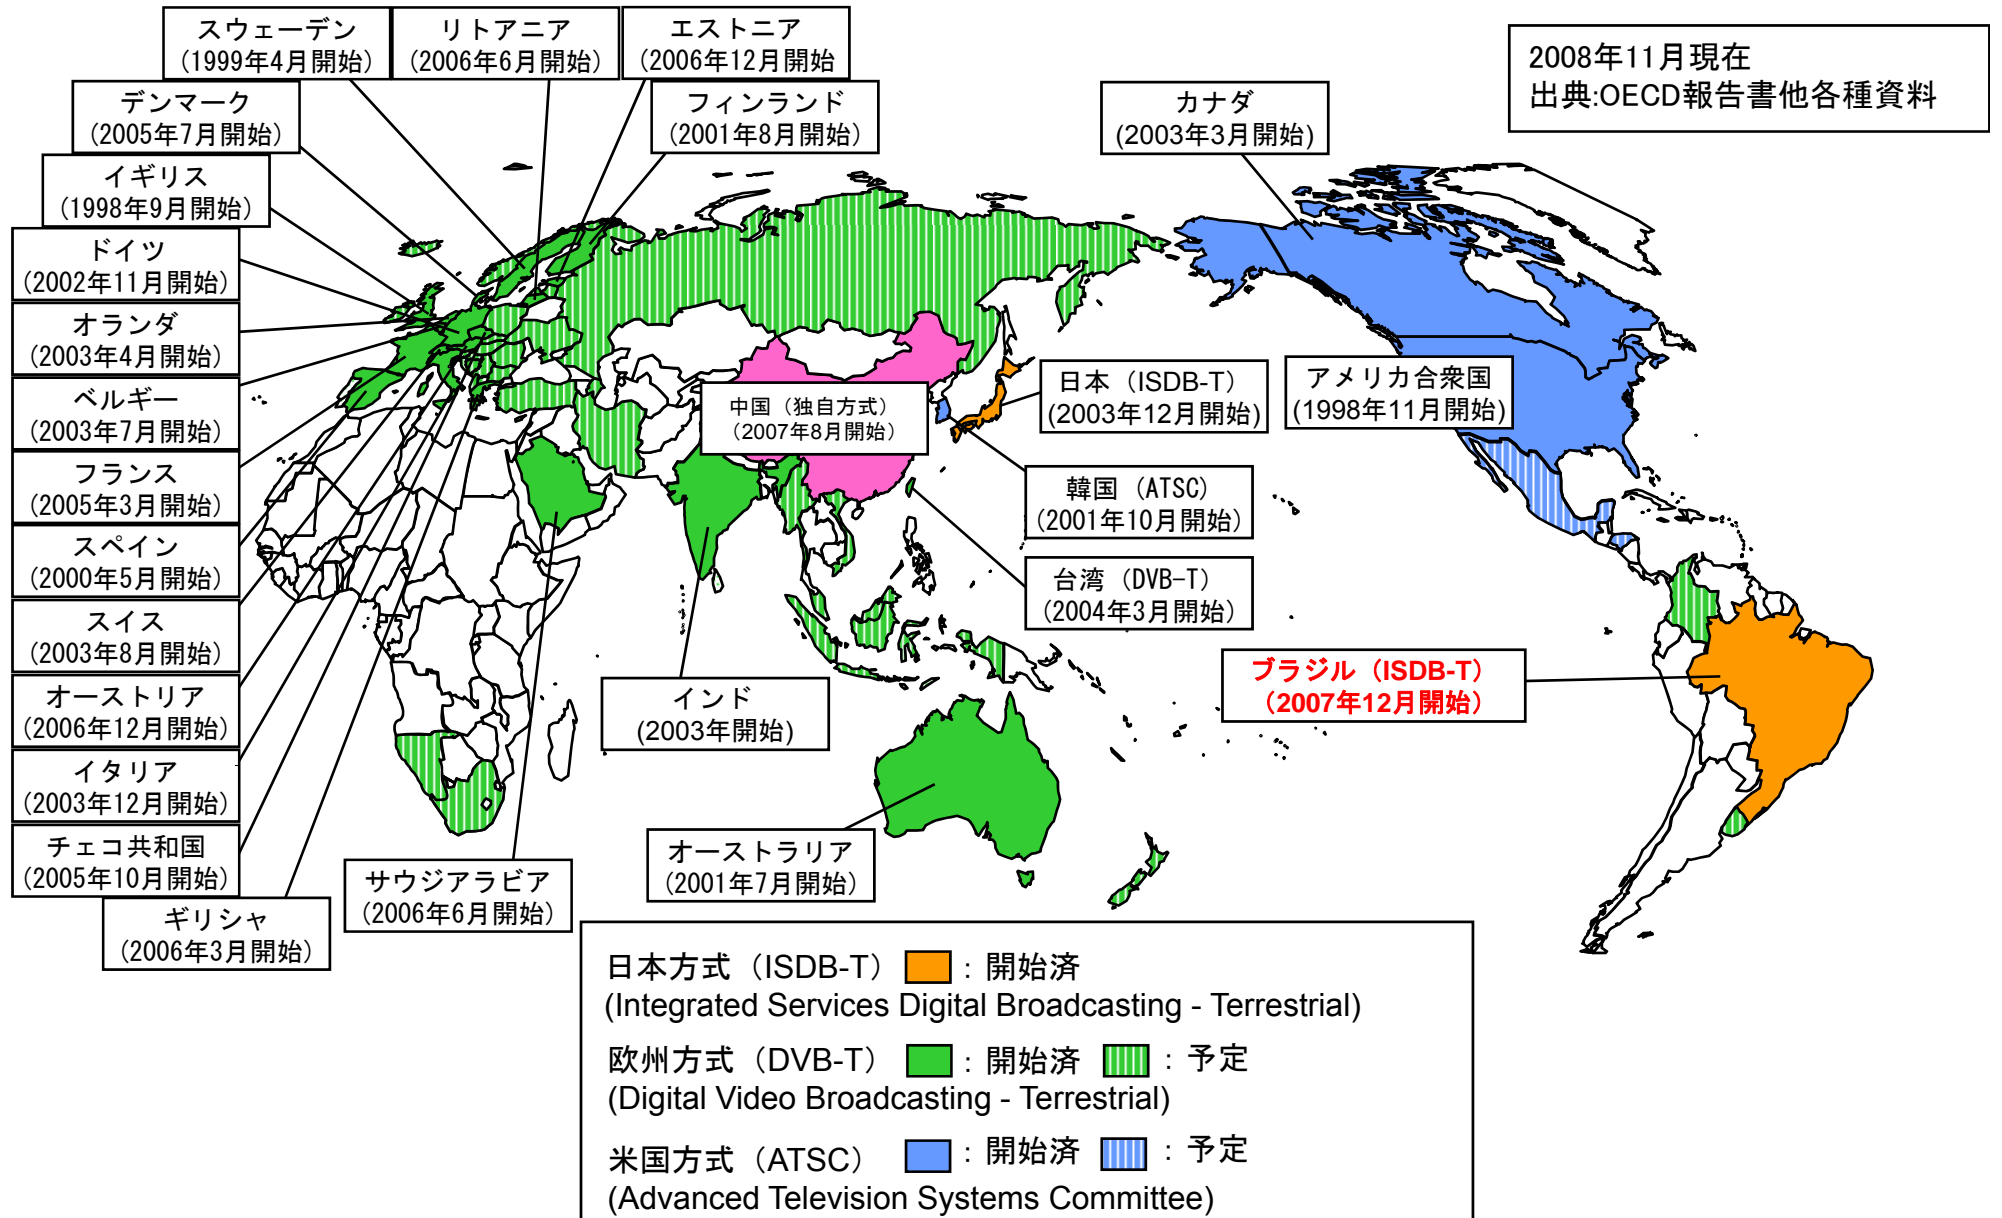 スウェーデン
(1999年4月開始)
リトアニア
(2006年6月開始)
エストニア
(2006年12月開始
2008年11月現在
出典:OECD報告書他各種資料
デンマーク
(2005年7月開始)
フィンランド
(2001年8月開始)
カナダ
(2003年3月開始)
イギリス
(1998年9月開始)
ドイツ
(2002年11月開始)
オランダ
(2003年4月開始)
ベルギー
(2003年7月開始)
フランス
(2005年3月開始)
スペイン
(2000年5月開始)
スイス
(2003年8月開始)
オーストリア
(2006年12月開始)
イタリア
(2003年12月開始)
チェコ共和国
(2005年10月開始)
ギリシャ
(2006年3月開始)
サウジアラビア
(2006年6月開始)
中国（独自方式）
（2007年8月開始）
日本（ISDB-T）
(2003年12月開始)
アメリカ合衆国
(1998年11月開始)
韓国（ATSC）
(2001年10月開始)
台湾（DVB-T）
(2004年3月開始)
インド
(2003年開始)
ブラジル（ISDB-T）
（2007年12月開始）
オーストラリア
(2001年7月開始)
日本方式（ISDB-T）：開始済
(Integrated Services Digital Broadcasting - Terrestrial)
欧州方式（DVB-T）：開始済 ：予定
(Digital Video Broadcasting - Terrestrial)
米国方式（ATSC）：開始済 ：予定
(Advanced Television Systems Committee)